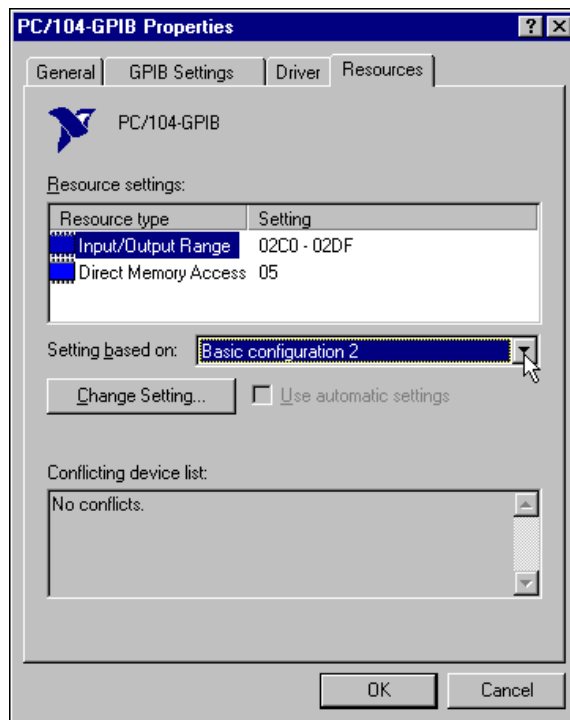 PC/104-GPIB Properties
General GPIB Settings Driver Resources
PC/104-GPIB
Resource settings:
Resource type Setting
Input/Output Range 02C0 - 02DF
Direct Memory Access 05
Setting based on: Basic configuration 2
Change Setting... Use automatic settings
Conflicting device list:
No conflicts.
OK Cancel